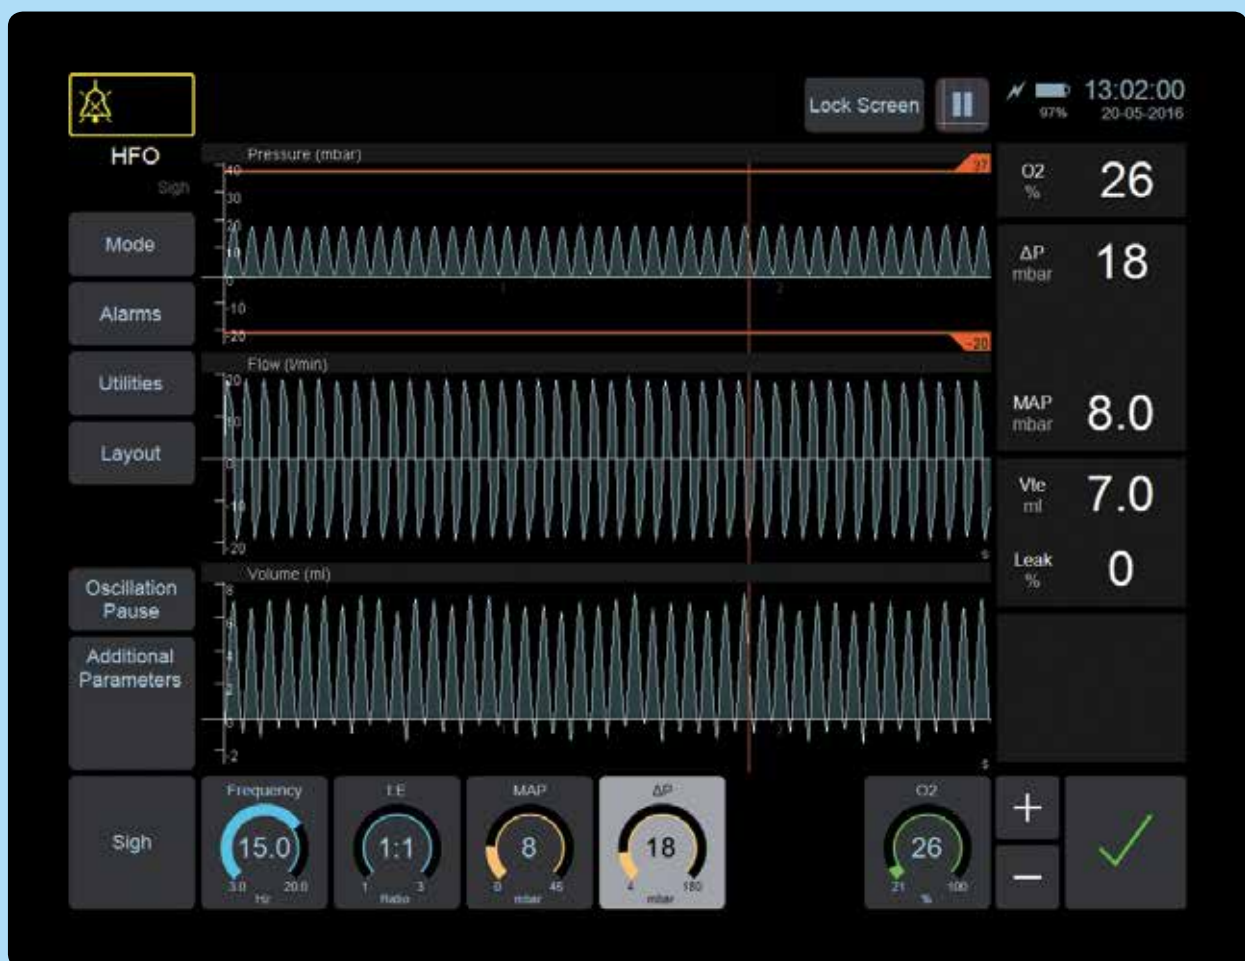 Lock Screen
97%
13:02:00
20-05-2016
HFO
Sigh
Mode
Alarms
Utilities
Layout
Oscillation
Pause
Additional
Parameters
Sigh
Pressure (mbar)
40
30
20
10
0
-10
-20
37
-20
1
2
Flow (l/min)
20
10
0
-10
-20
s
Volume (ml)
8
6
4
2
0
-2
s
O2
%
26
ΔP
mbar
18
MAP
mbar
8.0
Vte
ml
7.0
Leak
%
0
Frequency
15.0
3.0 20.0
Hz
I:E
1:1
1 3
Ratio
MAP
8
0 45
mbar
ΔP
18
4 180
mbar
O2
26
21 100
%
+
−